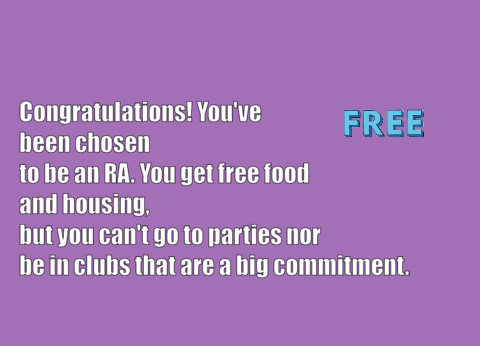 Congratulations! You've
been chosen
to be an RA. You get free food
and housing,
but you can't go to parties nor
be in clubs that are a big commitment.
FREE